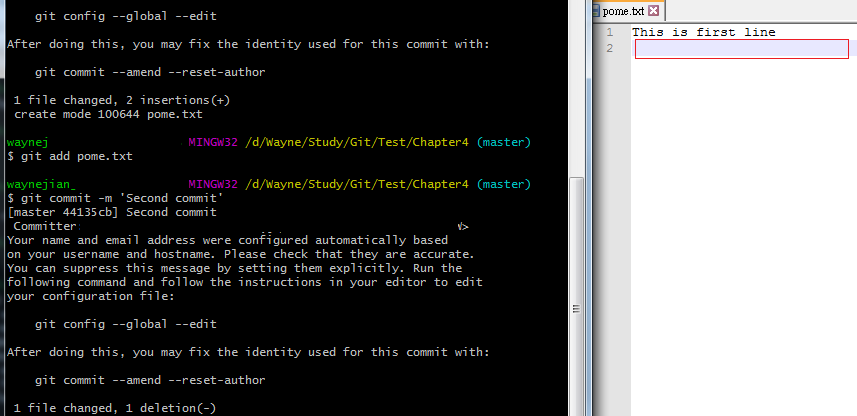 git config --global --edit
After doing this, you may fix the identity used for this commit with:
git commit --amend --reset-author
1 file changed, 2 insertions(+)
create mode 100644 pome.txt
waynej MINGW32 /d/Wayne/Study/Git/Test/Chapter4 (master)
$ git add pome.txt
waynejian_ MINGW32 /d/Wayne/Study/Git/Test/Chapter4 (master)
$ git commit -m 'Second commit'
[master 44135cb] Second commit
Committer:
Your name and email address were configured automatically based
on your username and hostname. Please check that they are accurate.
You can suppress this message by setting them explicitly. Run the
following command and follow the instructions in your editor to edit
your configuration file:
git config --global --edit
After doing this, you may fix the identity used for this commit with:
git commit --amend --reset-author
1 file changed, 1 deletion(-)
pome.txt
1 This is first line
2